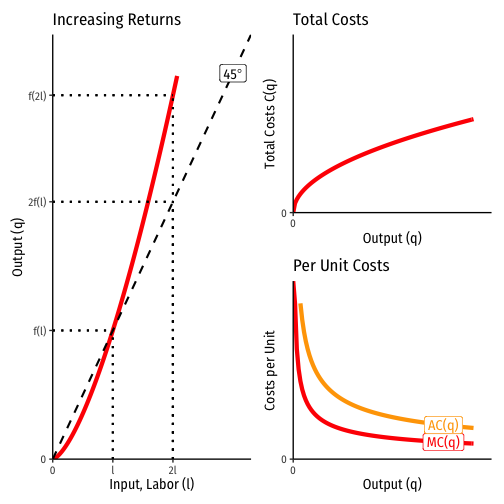 Increasing Returns
45°
f(2l)
2f(l)
f(l)
0
0
l
2l
Output (q)
Input, Labor (l)
Total Costs
Total Costs C(q)
0
0
Output (q)
Per Unit Costs
Costs per Unit
AC(q)
MC(q)
0
0
Output (q)